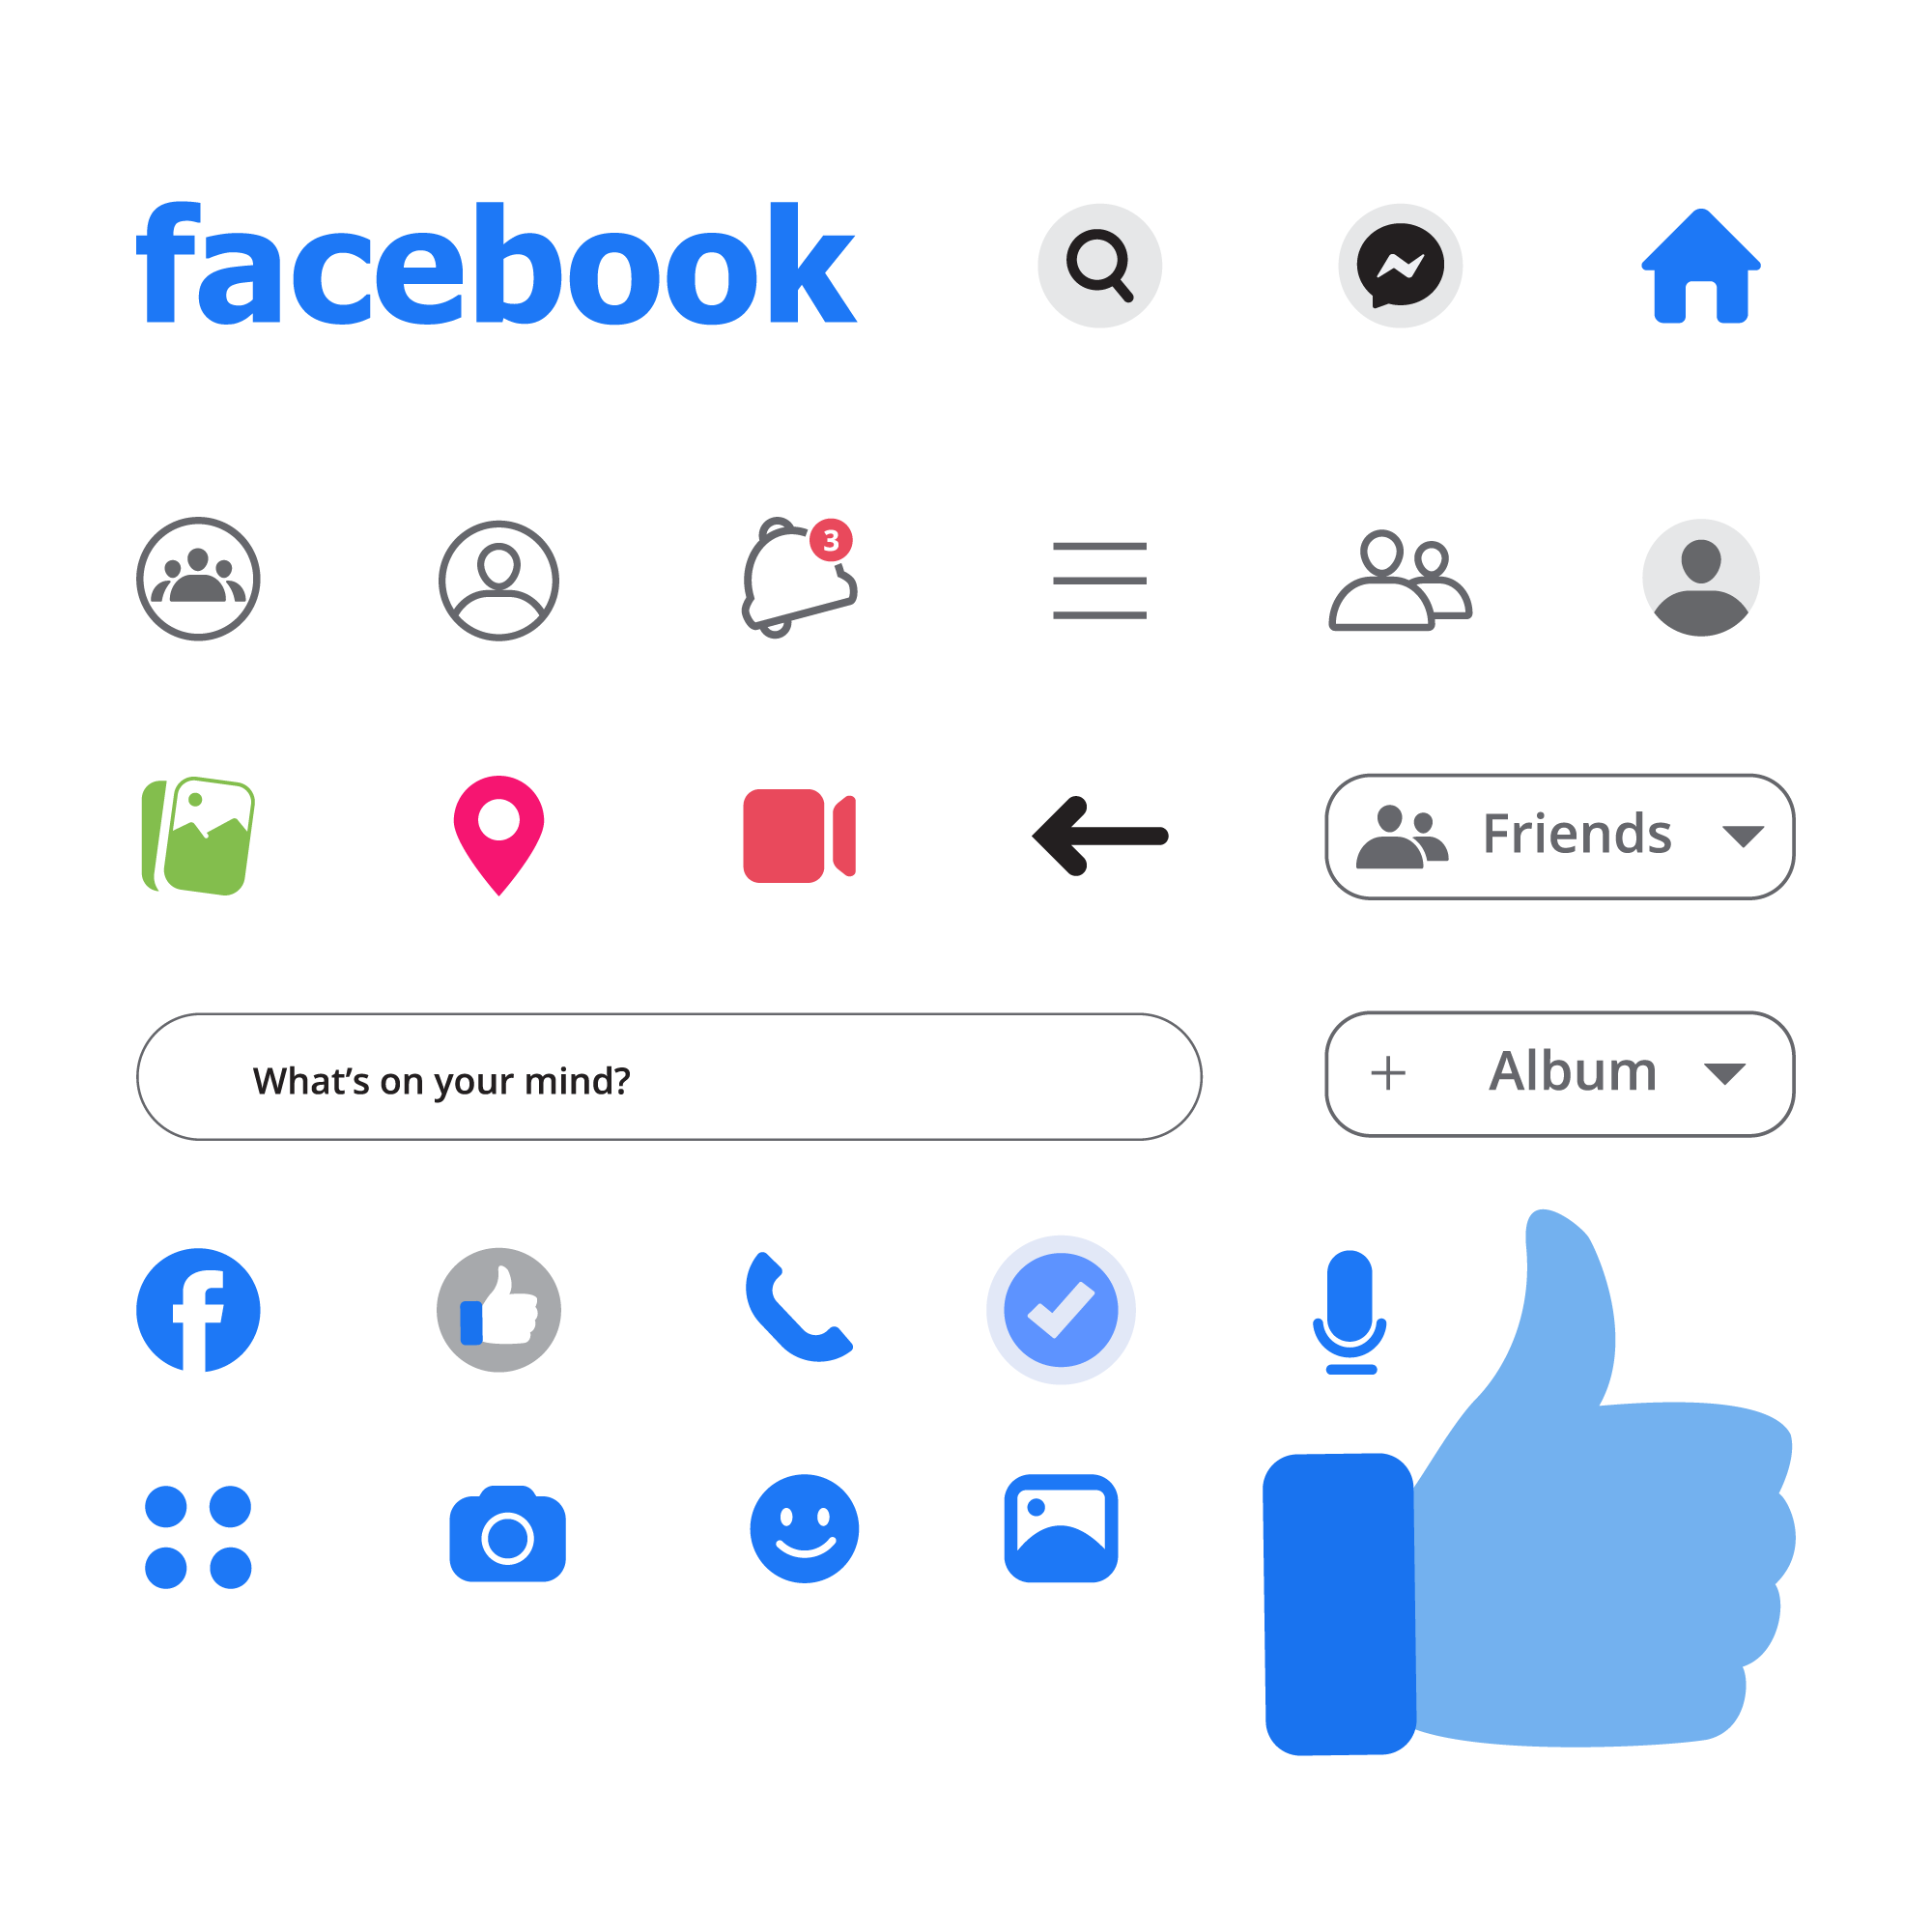 facebook
3
Friends
What's on your mind?
+ Album
f